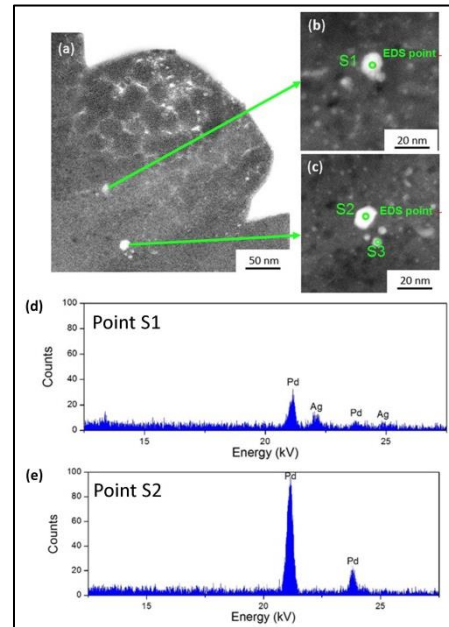 (a)
50 nm
(b)
S1 EDS point
20 nm
(c)
S2 EDS point
S3
20 nm
(d)
Point S1
100
80
60
40
20
0
Counts
Pd
Ag
Pd
Ag
15
20
25
Energy (kV)
(e)
Point S2
100
80
60
40
20
0
Counts
Pd
Pd
15
20
25
Energy (kV)